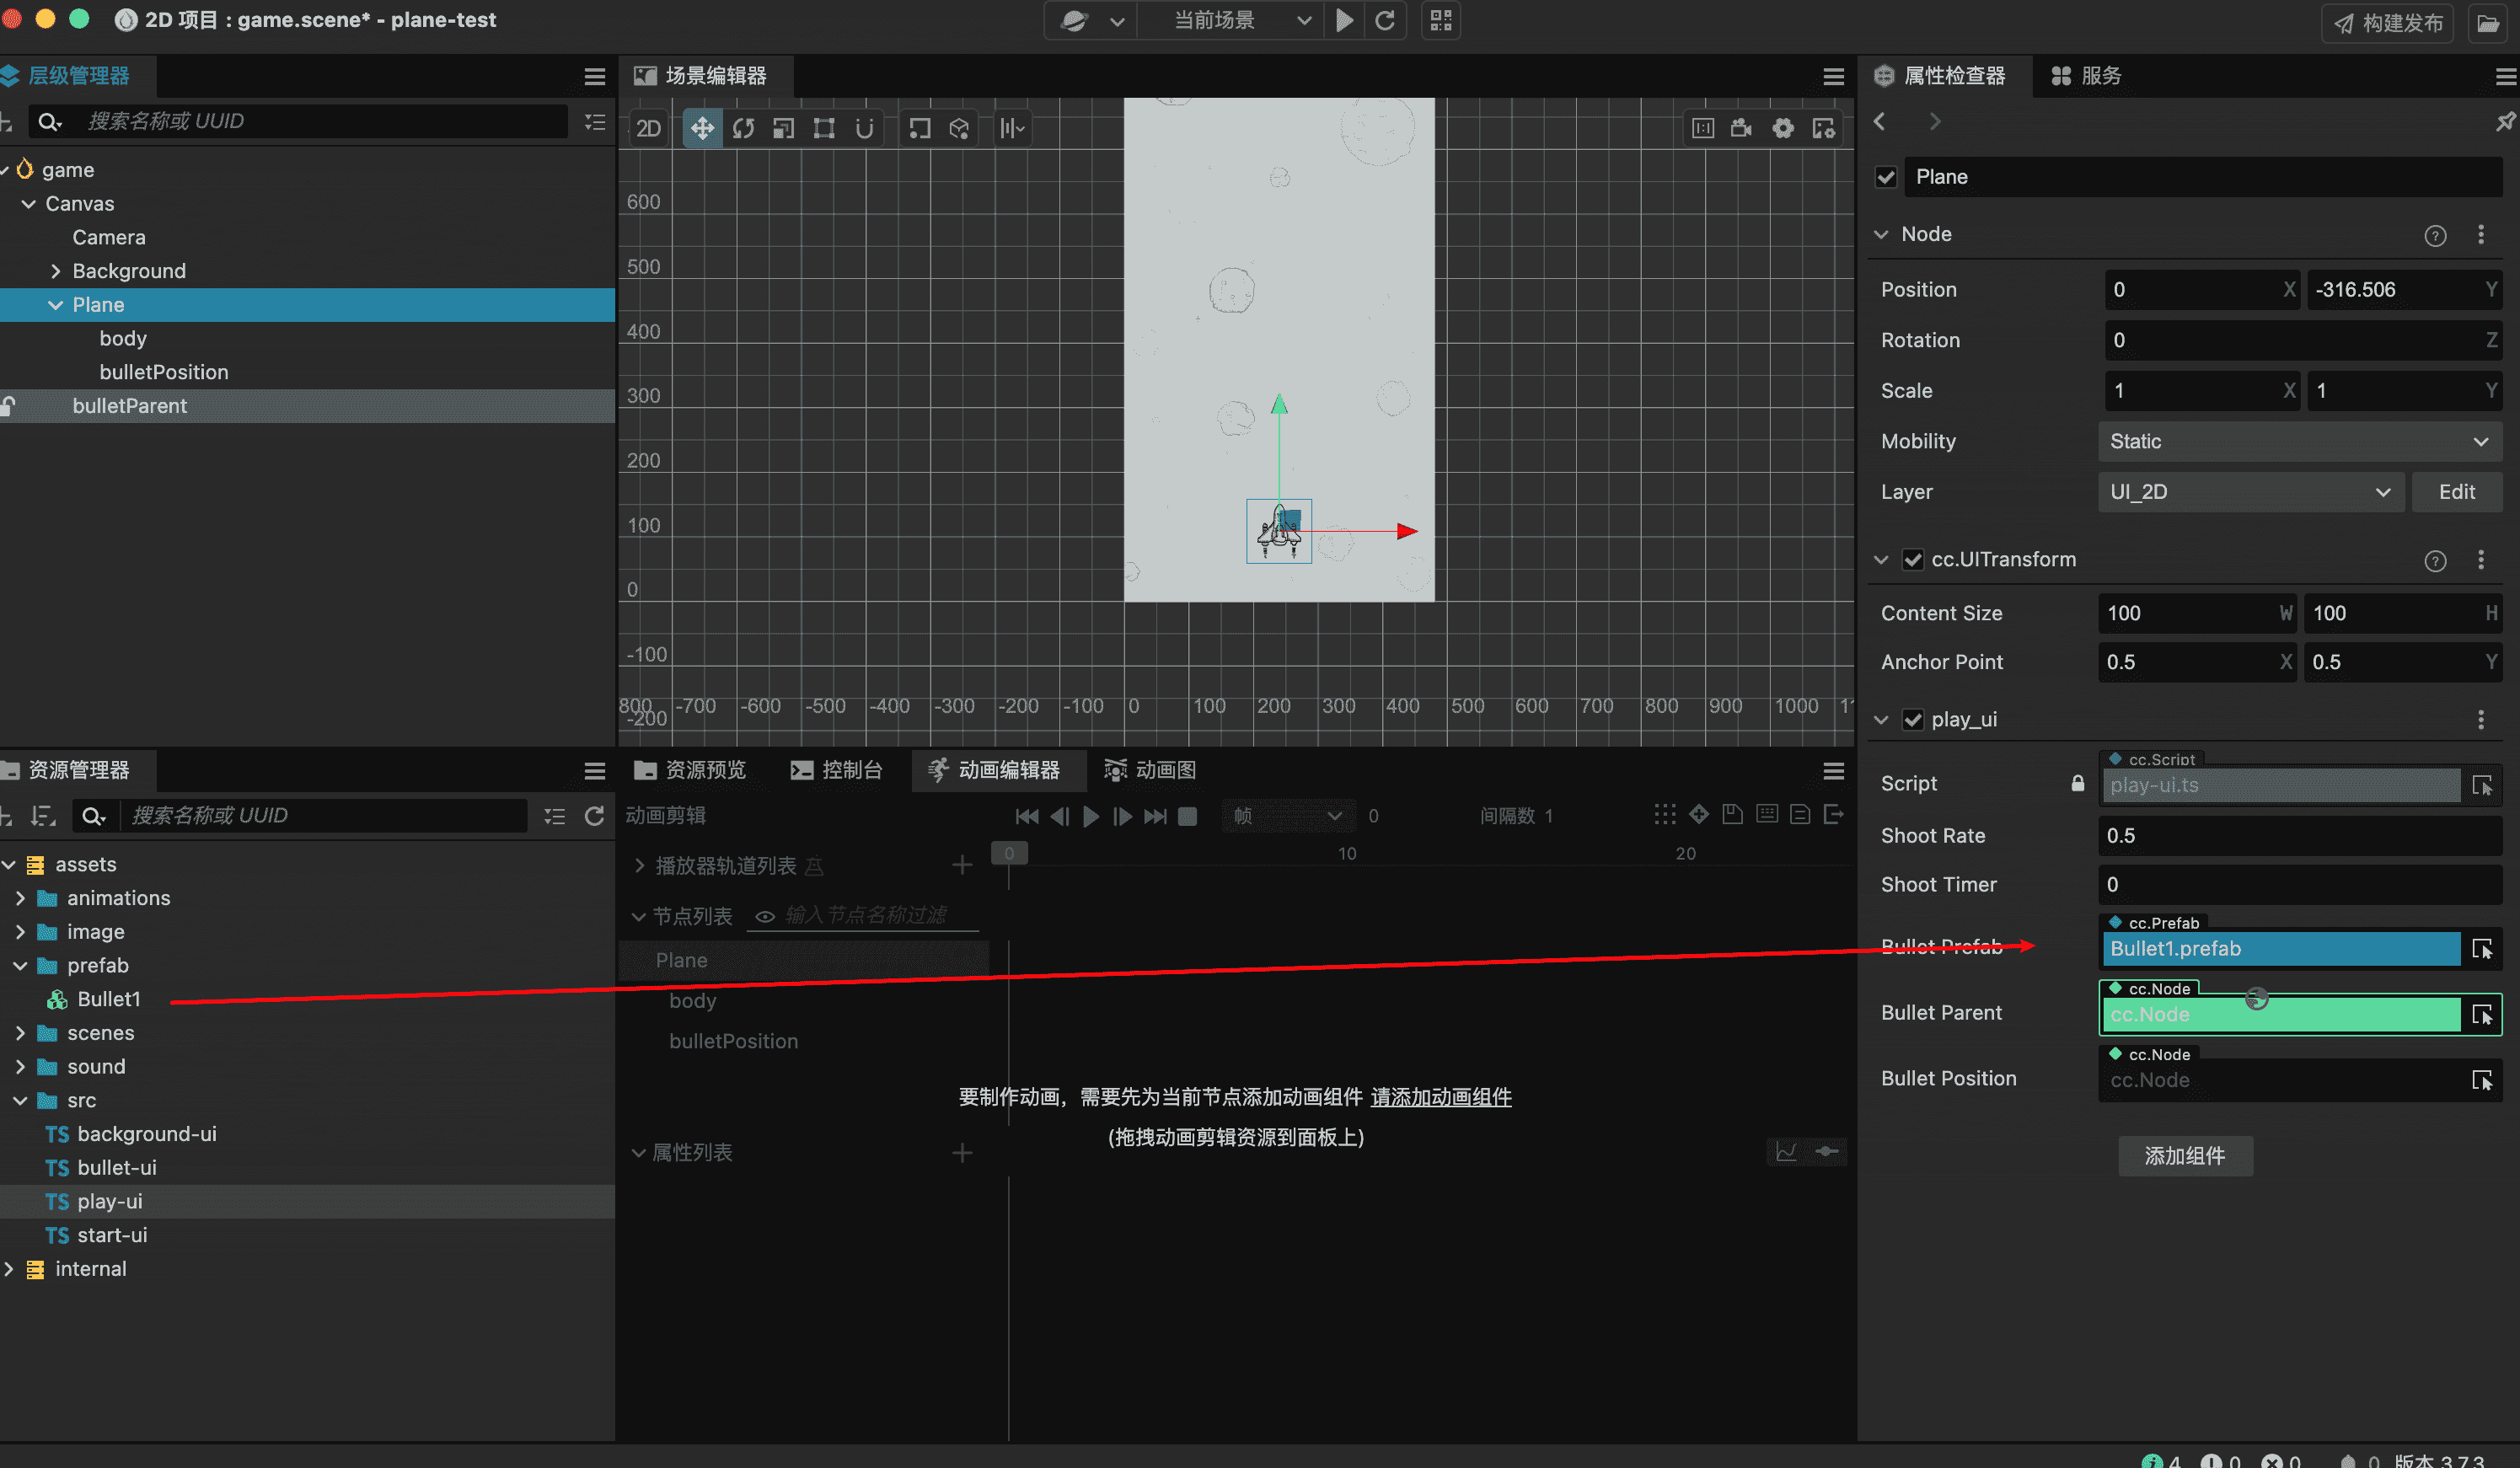 2D 项目 : game.scene* - plane-test
当前场景
构建发布
层级管理器
搜索名称或 UUID
game
Canvas
Camera
Background
Plane
body
bulletPosition
bulletParent
场景编辑器
2D
600
500
400
300
200
100
0
-100
-200
800 -700 -600 -500 -400 -300 -200 -100 0 100 200 300 400 500 600 700 800 900 1000
属性检查器
服务
Plane
Node
Position 0 X -316.506 Y
Rotation 0 Z
Scale 1 X 1 Y
Mobility Static
Layer UI_2D Edit
cc.UITransform
Content Size 100 W 100 H
Anchor Point 0.5 X 0.5 Y
play_ui
cc.Script
Script play-ui.ts
Shoot Rate 0.5
Shoot Timer 0
cc.Prefab
Bullet Prefab Bullet1.prefab
cc.Node
Bullet Parent cc.Node
cc.Node
Bullet Position cc.Node
添加组件
资源管理器
搜索名称或 UUID
assets
animations
image
prefab
Bullet1
scenes
sound
src
TS background-ui
TS bullet-ui
TS play-ui
TS start-ui
internal
资源预览 控制台 动画编辑器 动画图
动画剪辑 帧 0 间隔数 1
播放器轨道列表 0 10 20
节点列表 输入节点名称过滤
Plane
body
bulletPosition
要制作动画，需要先为当前节点添加动画组件 请添加动画组件
(拖拽动画剪辑资源到面板上)
属性列表
4 0 0 0 版本 3.7.3